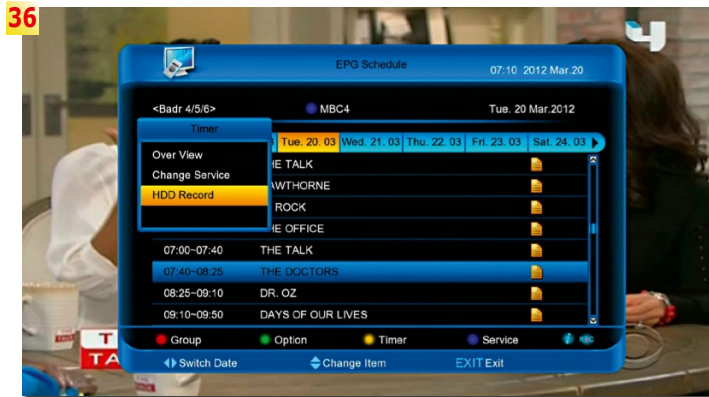 36
EPG Schedule
07:10 2012 Mar.20
<Badr 4/5/6>
MBC4
Tue. 20 Mar.2012
Timer
Tue. 20. 03 Wed. 21. 03 Thu. 22. 03 Fri. 23. 03 Sat. 24. 03
Over View
HE TALK
Change Service
AWTHORNE
HDD Record
ROCK
HE OFFICE
07:00~07:40 THE TALK
07:40~08:25 THE DOCTORS
08:25~09:10 DR. OZ
09:10~09:50 DAYS OF OUR LIVES
Group
Option
Timer
Service
i
REC
Switch Date
Change Item
EXIT Exit
4
T
TA